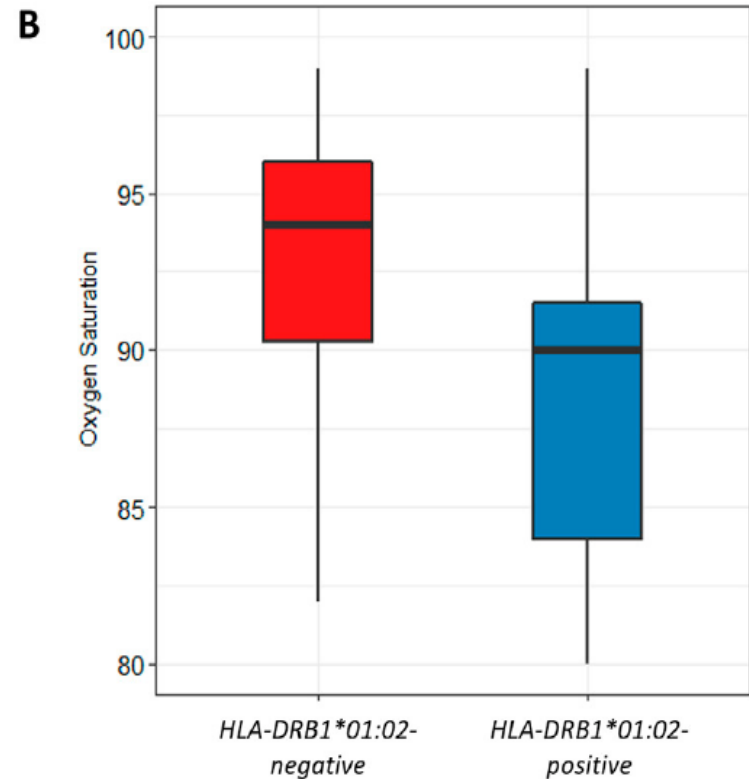 B
100
95
90
85
80
Oxygen Saturation
HLA-DRB1*01:02-
negative
HLA-DRB1*01:02-
positive